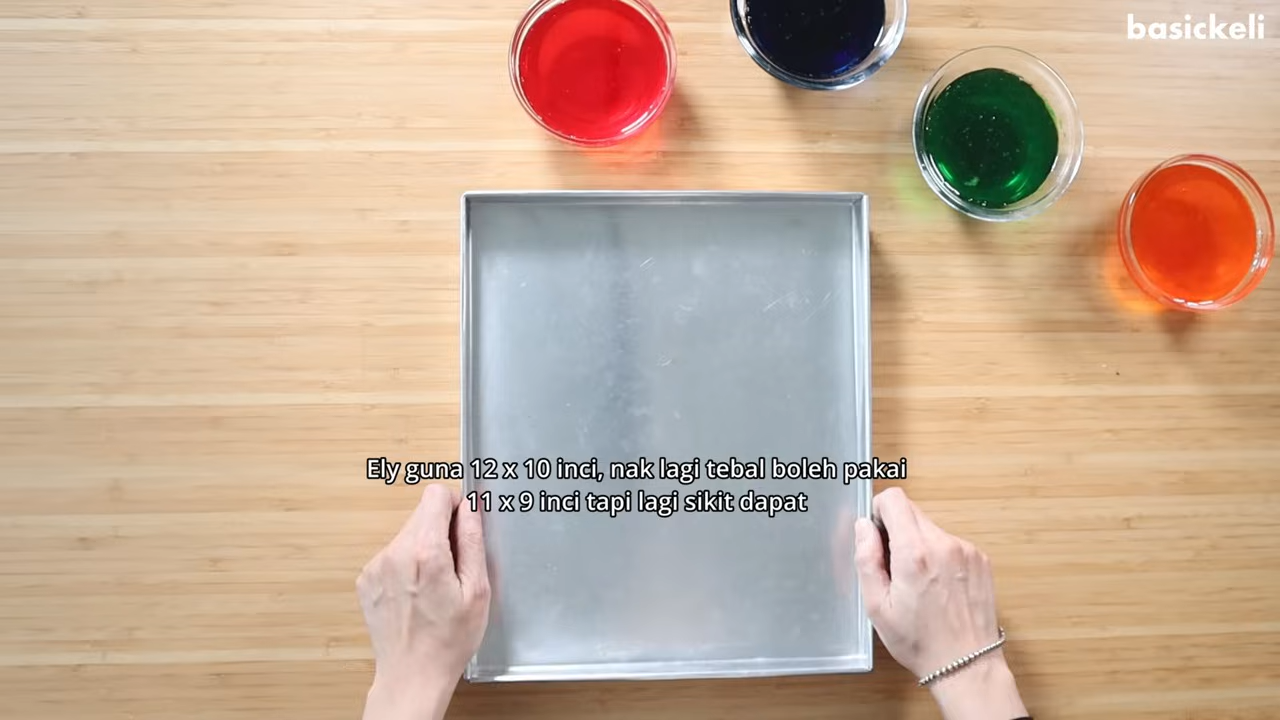 basickeli
Ely guna 12 x 10 inci, nak lagi tebal boleh pakai
11 x 9 inci tapi lagi sikit dapat